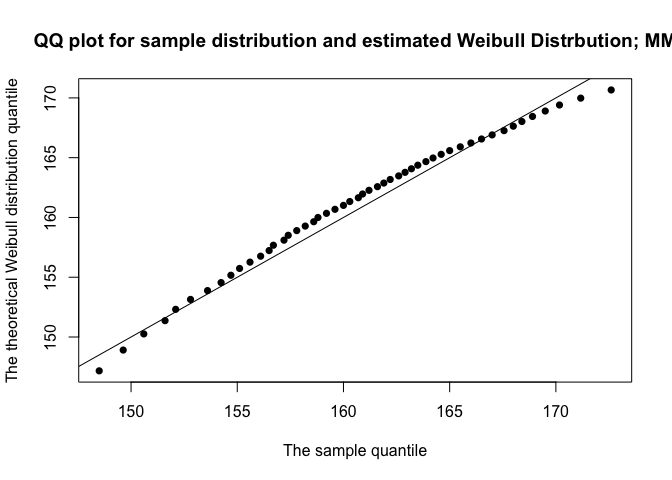 QQ plot for sample distribution and estimated Weibull Distrbution; MM
The theoretical Weibull distribution quantile
170
165
160
155
150
150 155 160 165 170
The sample quantile